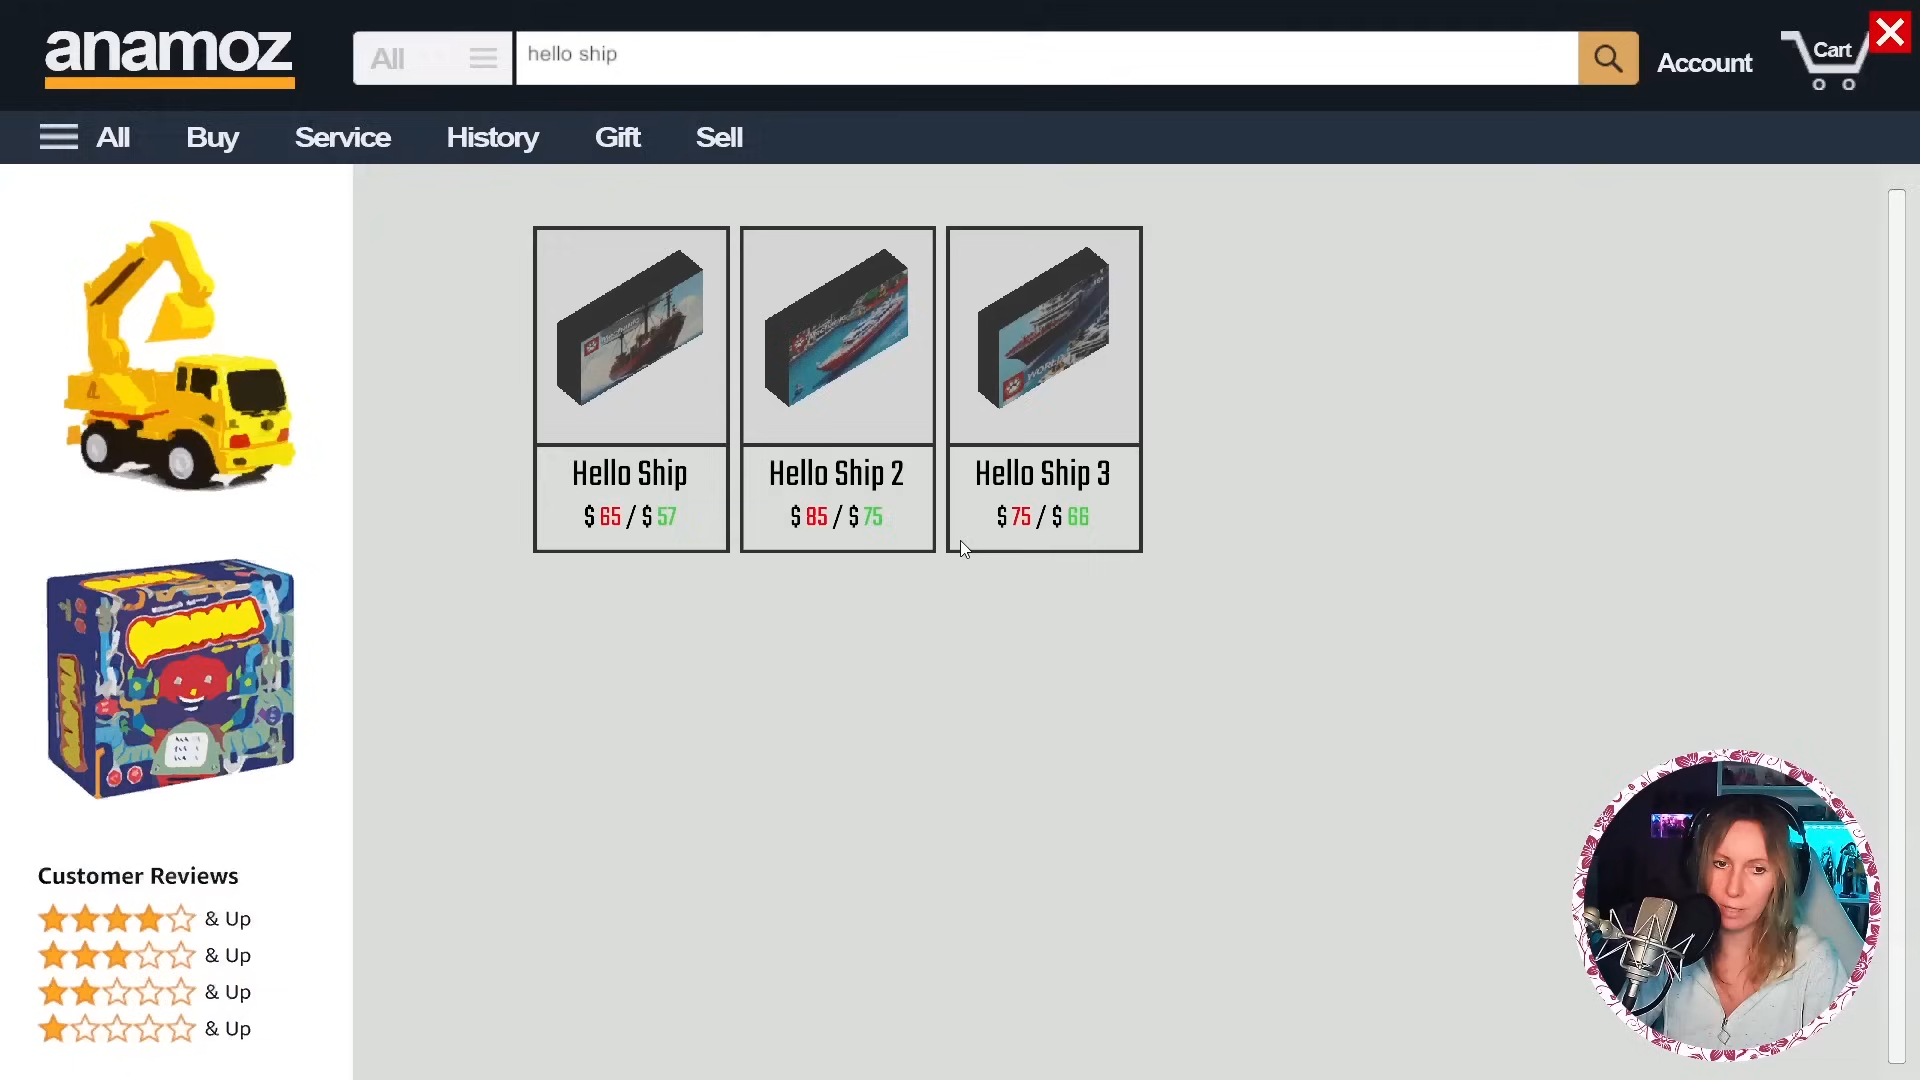 anamoz
All
hello ship
Account
Cart
All
Buy
Service
History
Gift
Sell
Hello Ship
$ 65 / $ 57
Hello Ship 2
$ 85 / $ 75
Hello Ship 3
$ 75 / $ 66
WORLD
Customer Reviews
& Up
& Up
& Up
& Up